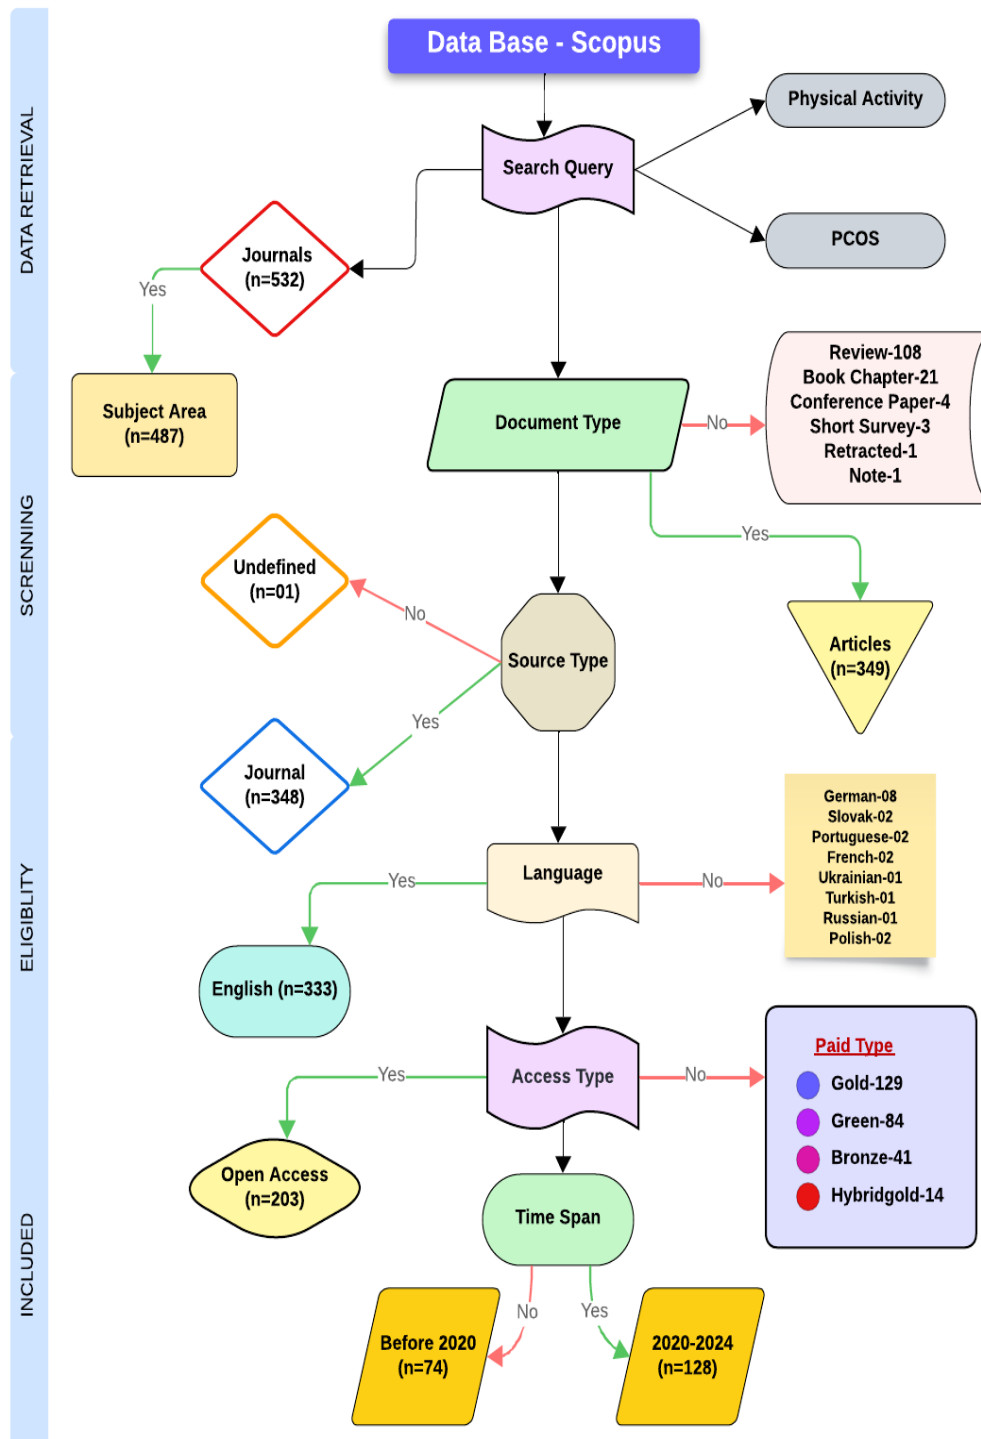 Data Base - Scopus
DATA RETRIEVAL
Physical Activity
Search Query
PCOS
Journals
(n=532)
Yes
Subject Area
(n=487)
SCRENNING
Document Type
No
Review-108
Book Chapter-21
Conference Paper-4
Short Survey-3
Retracted-1
Note-1
Yes
Articles
(n=349)
Undefined
(n=01)
No
Source Type
Yes
Journal
(n=348)
ELIGIBLITY
Language
No
German-08
Slovak-02
Portuguese-02
French-02
Ukrainian-01
Turkish-01
Russian-01
Polish-02
Yes
English (n=333)
Access Type
No
Paid Type
Gold-129
Green-84
Bronze-41
Hybridgold-14
Yes
Open Access
(n=203)
INCLUDED
Time Span
No
Yes
Before 2020
(n=74)
2020-2024
(n=128)